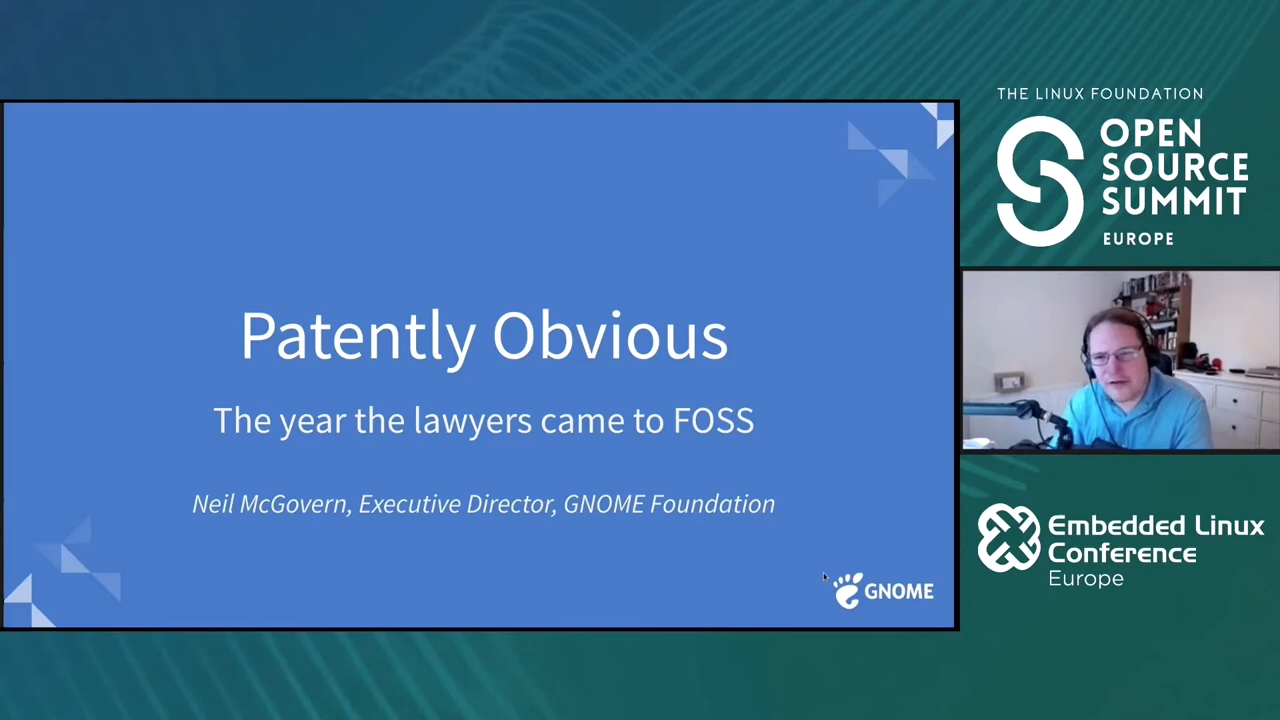 Patently Obvious
The year the lawyers came to FOSS
Neil McGovern, Executive Director, GNOME Foundation
GNOME
THE LINUX FOUNDATION
OPEN
SOURCE
SUMMIT
EUROPE
Embedded Linux
Conference
Europe